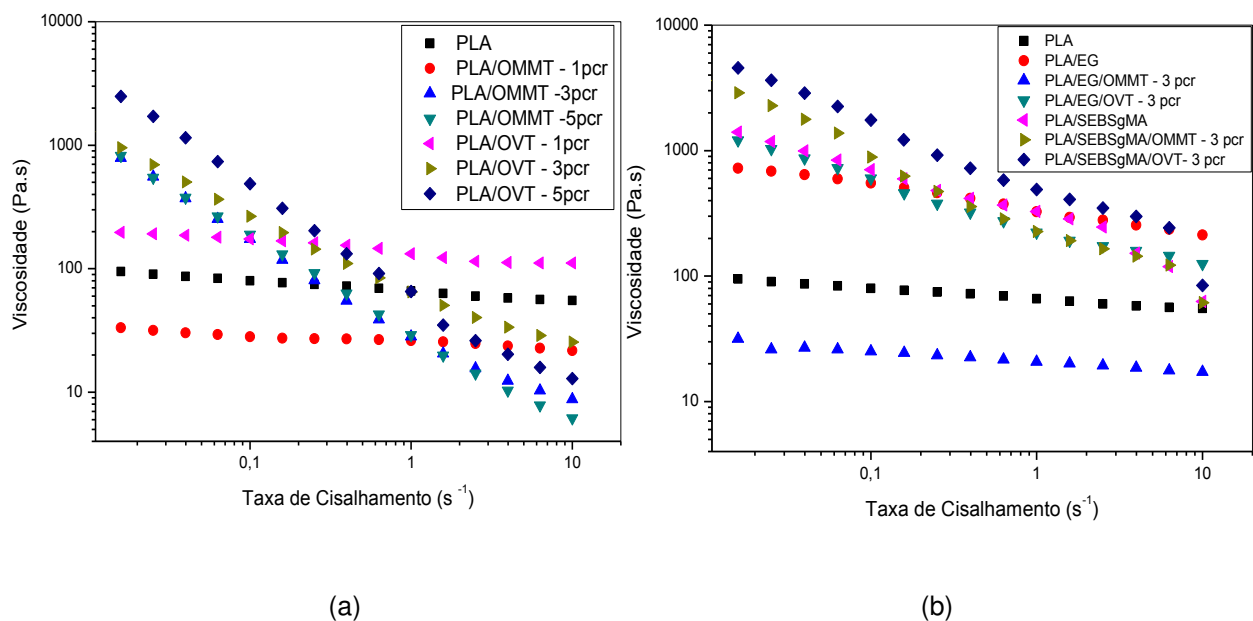 10000
1000
100
10
Viscosidade (Pa.s)
0,1
1
10
Taxa de Cisalhamento (s -1)
PLA
PLA/OMMT - 1pcr
PLA/OMMT -3pcr
PLA/OMMT -5pcr
PLA/OVT - 1pcr
PLA/OVT - 3pcr
PLA/OVT - 5pcr
(a)
10000
1000
100
10
Viscosidade (Pa.s)
0,1
1
10
Taxa de Cisalhamento (s-1)
PLA
PLA/EG
PLA/EG/OMMT - 3 pcr
PLA/EG/OVT - 3 pcr
PLA/SEBSgMA
PLA/SEBSgMA/OMMT - 3 pcr
PLA/SEBSgMA/OVT- 3 pcr
(b)